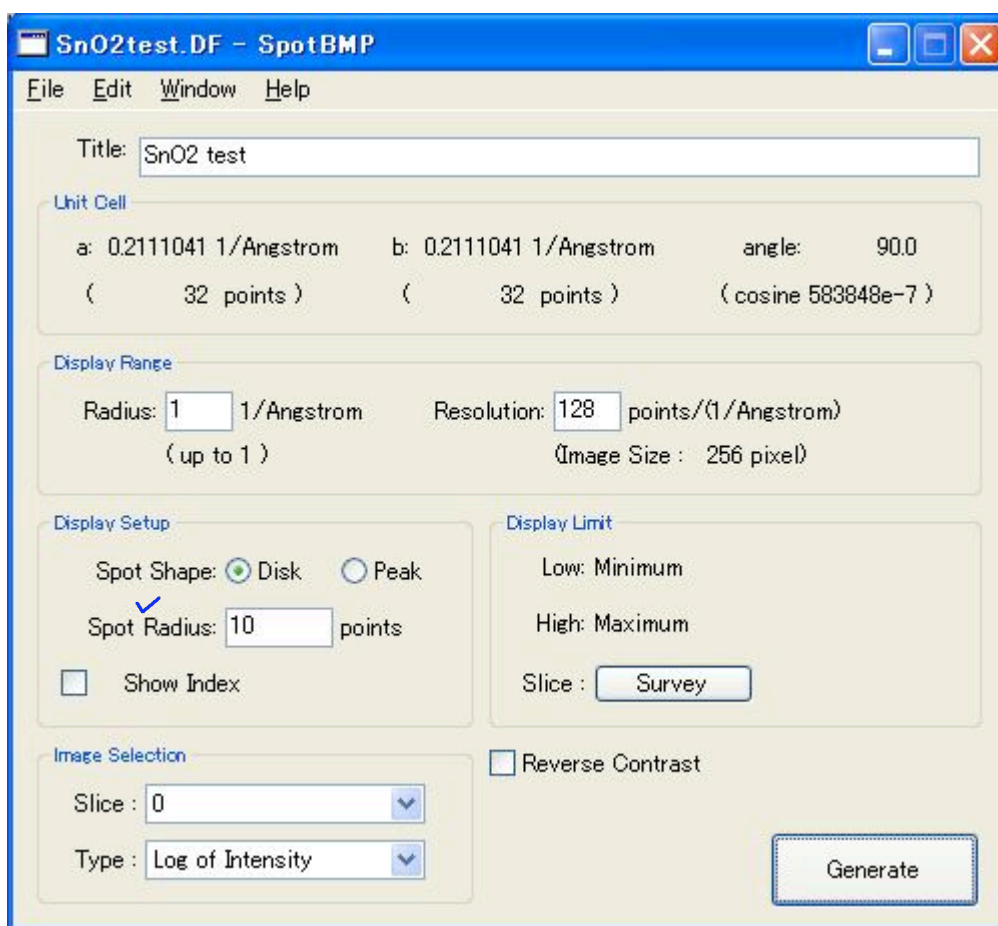 SnO2test.DF - SpotBMP
File Edit Window Help
Title: SnO2 test
Unit Cell
a: 0.2111041 1/Angstrom b: 0.2111041 1/Angstrom angle: 90.0
( 32 points ) ( 32 points ) ( cosine 583848e-7 )
Display Range
Radius: 1 1/Angstrom Resolution: 128 points/(1/Angstrom)
( up to 1 ) (Image Size : 256 pixel)
Display Setup
Spot Shape: Disk Peak
Spot Radius: 10 points
Show Index
Display Limit
Low: Minimum
High: Maximum
Slice : Survey
Image Selection
Slice : 0
Type : Log of Intensity
Reverse Contrast
Generate